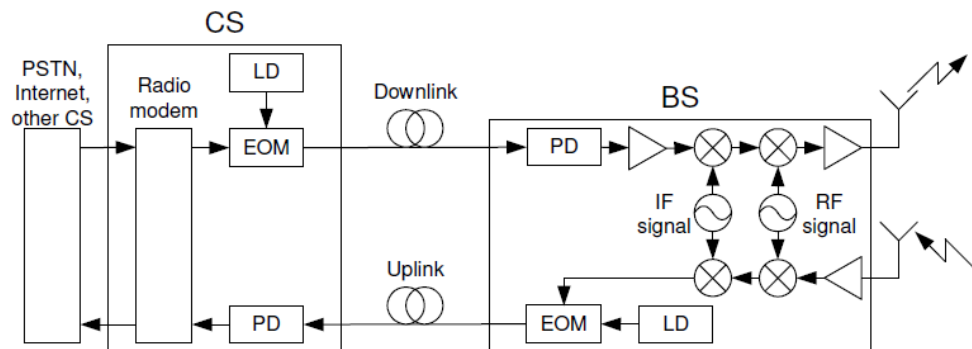 CS
PSTN,
Internet,
other CS
Radio
modem
LD
EOM
Downlink
BS
PD
IF
signal
RF
signal
Uplink
PD
EOM
LD